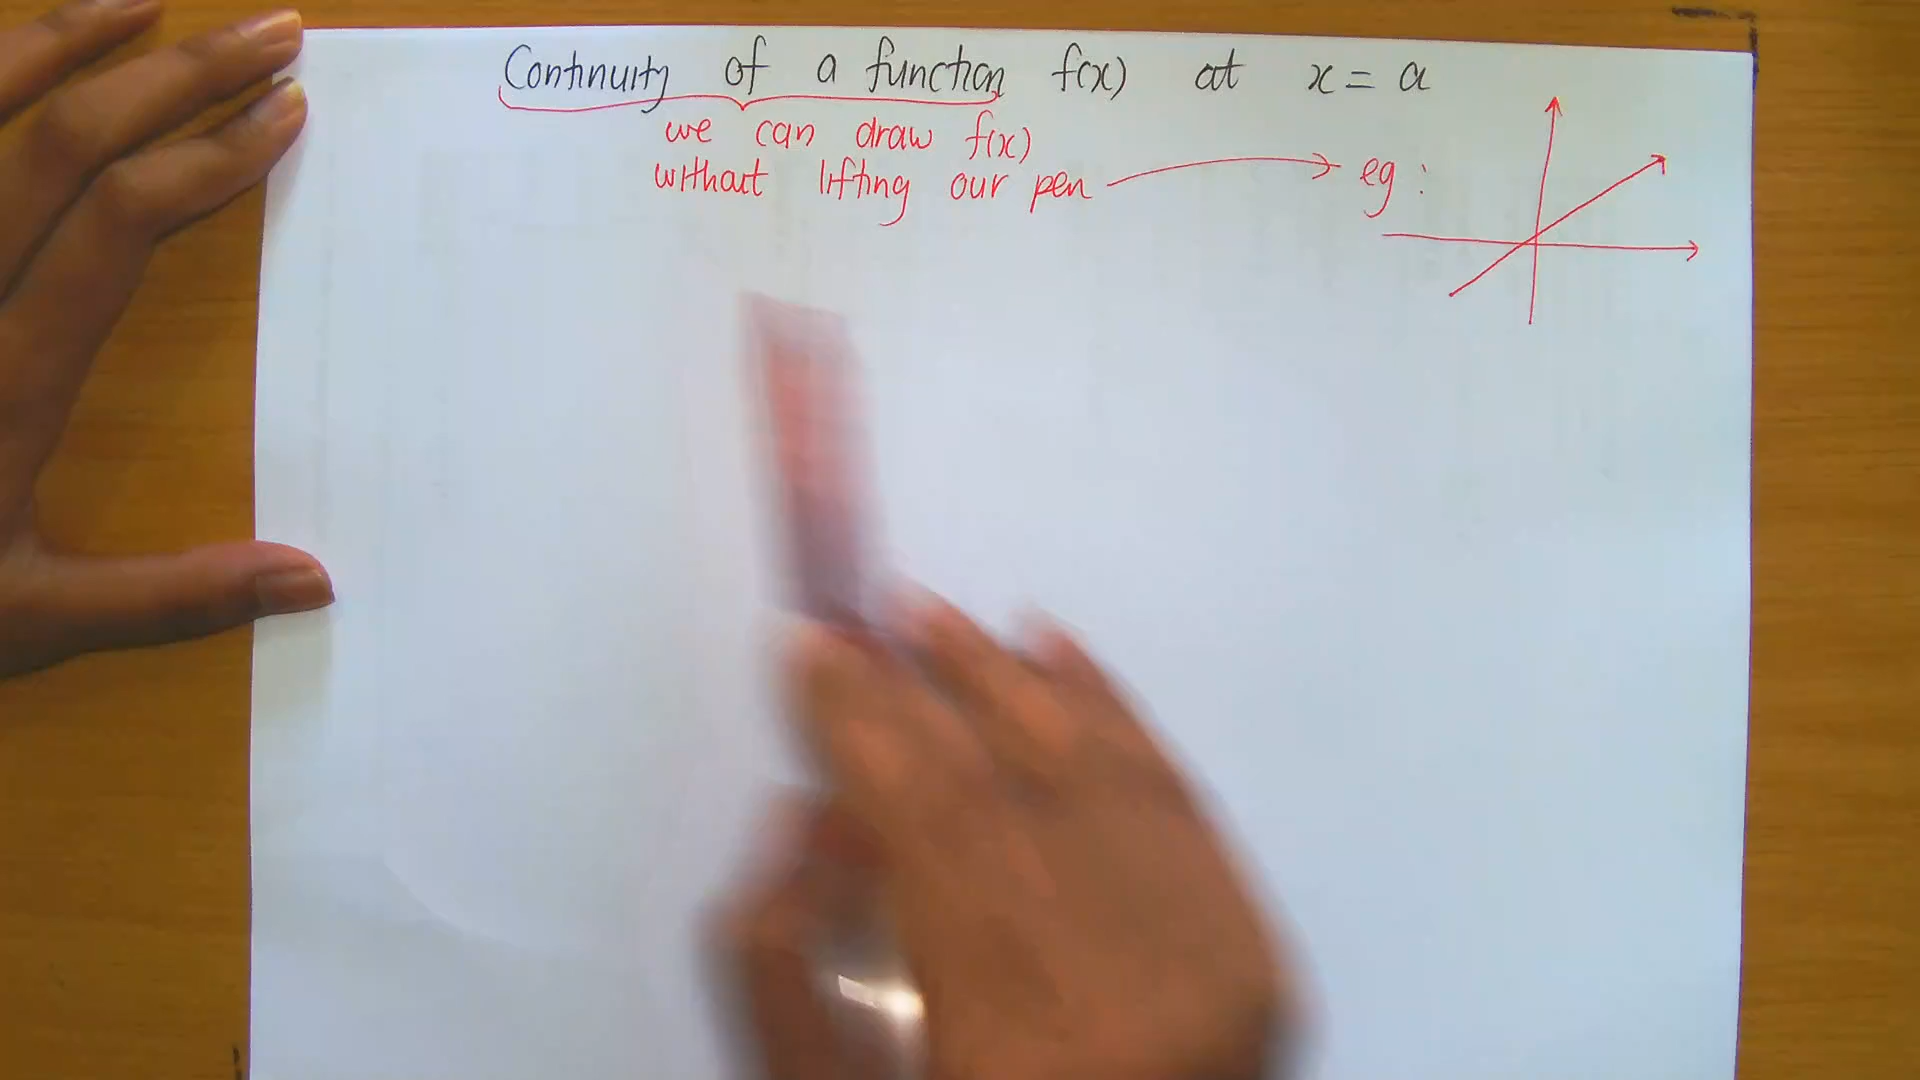 Continuity of a function f(x) at x = a
we can draw f(x)
without lifting our pen → eg :